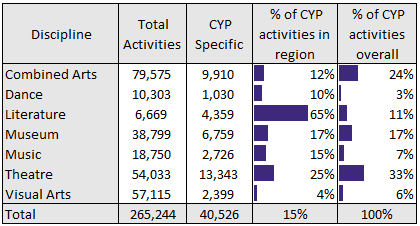 Discipline Total Activities CYP Specific % of CYP activities in region % of CYP activities overall
Combined Arts 79,575 9,910 12% 24%
Dance 10,303 1,030 10% 3%
Literature 6,669 4,359 65% 11%
Museum 38,799 6,759 17% 17%
Music 18,750 2,726 15% 7%
Theatre 54,033 13,343 25% 33%
Visual Arts 57,115 2,399 4% 6%
Total 265,244 40,526 15% 100%